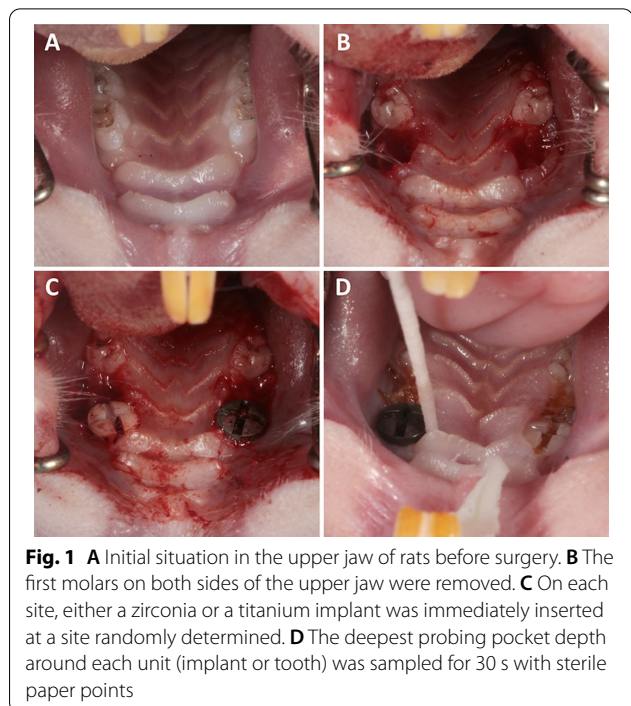 A
B
C
D
Fig. 1 A Initial situation in the upper jaw of rats before surgery. B The
first molars on both sides of the upper jaw were removed. C On each
site, either a zirconia or a titanium implant was immediately inserted
at a site randomly determined. D The deepest probing pocket depth
around each unit (implant or tooth) was sampled for 30 s with sterile
paper points